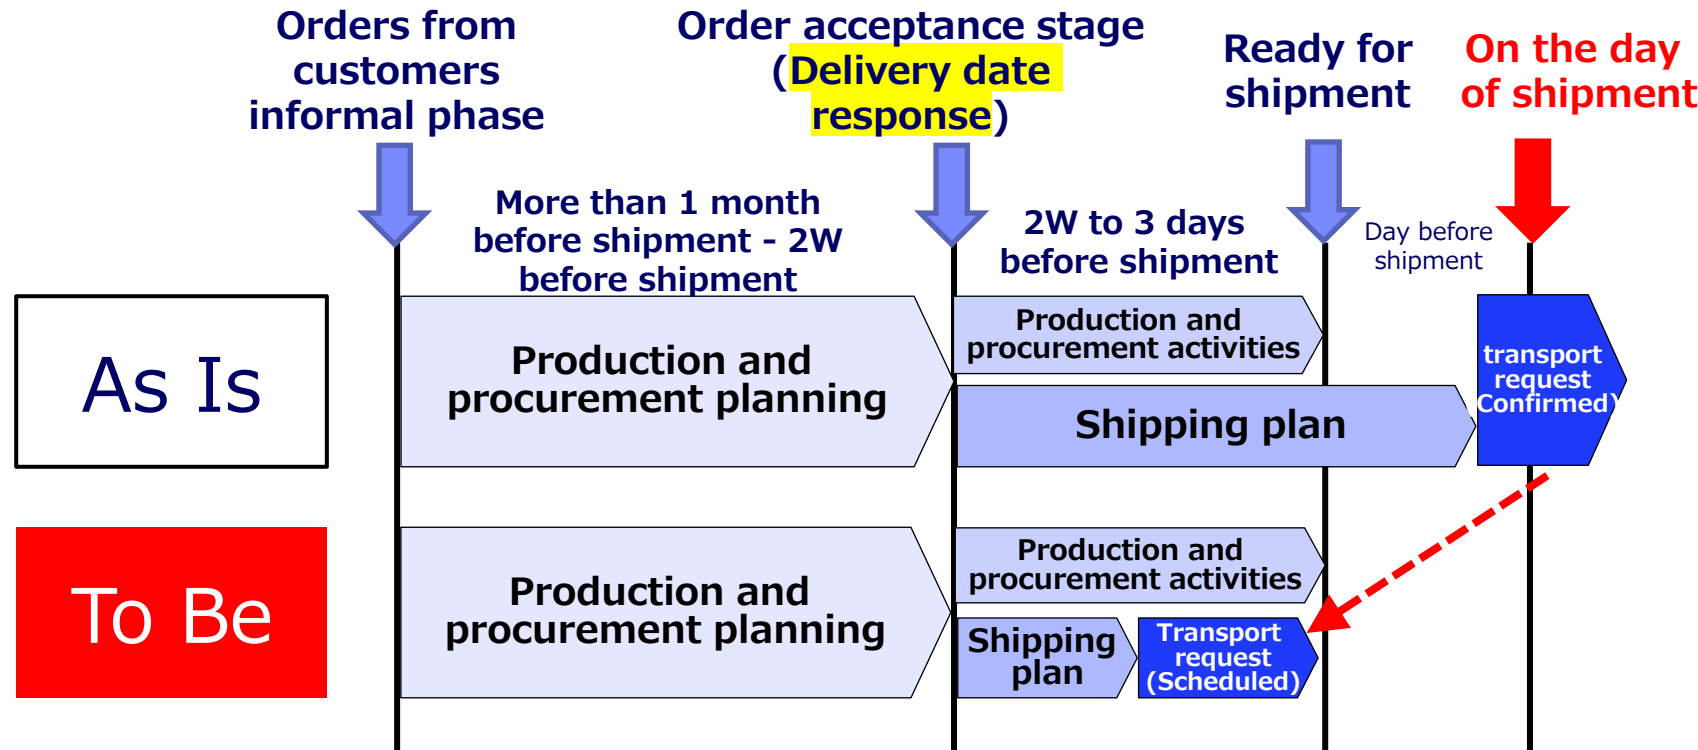 Orders from
customers
informal phase
Order acceptance stage
(Delivery date
response)
Ready for
shipment
On the day
of shipment
More than 1 month
before shipment - 2W
before shipment
2W to 3 days
before shipment
Day before
shipment
As Is
Production and
procurement planning
Production and
procurement activities
Shipping plan
transport
request
(Confirmed)
To Be
Production and
procurement planning
Production and
procurement activities
Shipping
plan
Transport
request
(Scheduled)